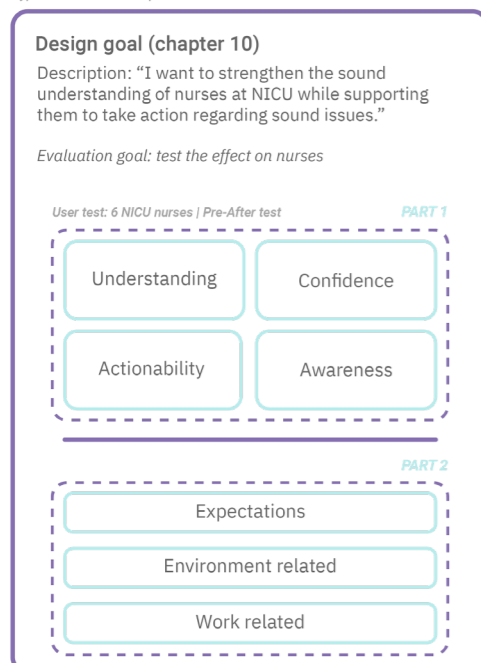 Design goal (chapter 10)
Description: “I want to strengthen the sound
understanding of nurses at NICU while supporting
them to take action regarding sound issues.”
Evaluation goal: test the effect on nurses
User test: 6 NICU nurses | Pre-After test
PART 1
Understanding
Confidence
Actionability
Awareness
PART 2
Expectations
Environment related
Work related